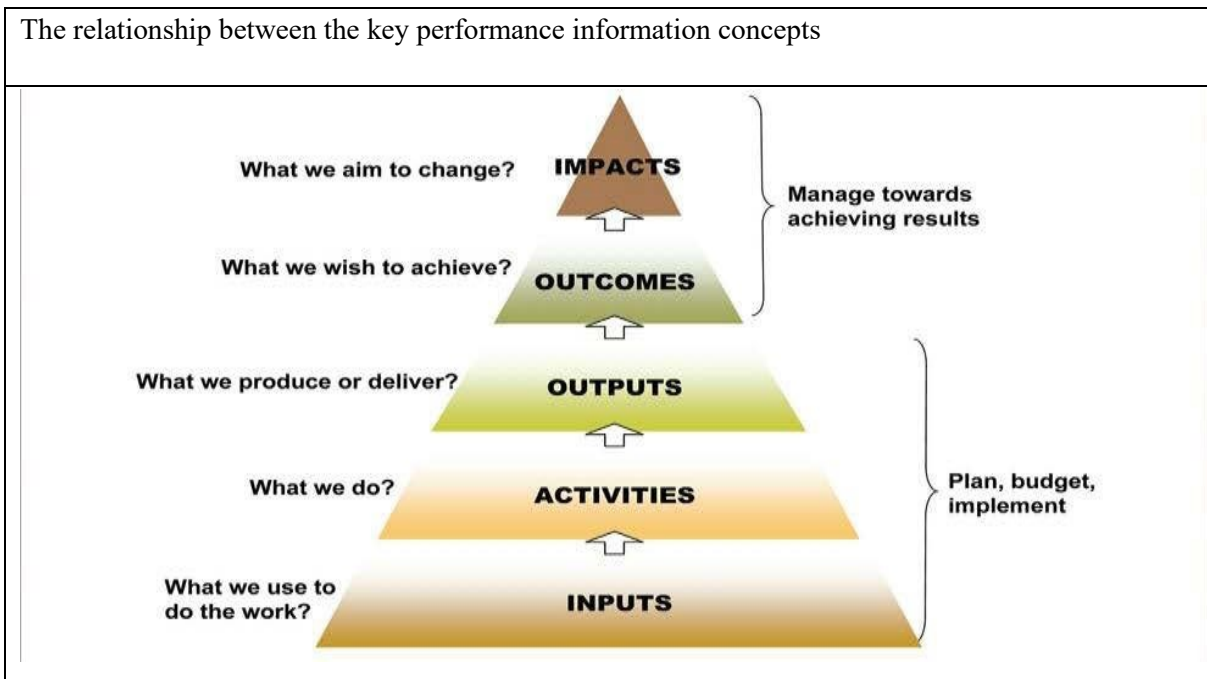 The relationship between the key performance information concepts
What we aim to change?
IMPACTS
Manage towards
achieving results
What we wish to achieve?
OUTCOMES
What we produce or deliver?
OUTPUTS
What we do?
ACTIVITIES
Plan, budget,
implement
What we use to
do the work?
INPUTS